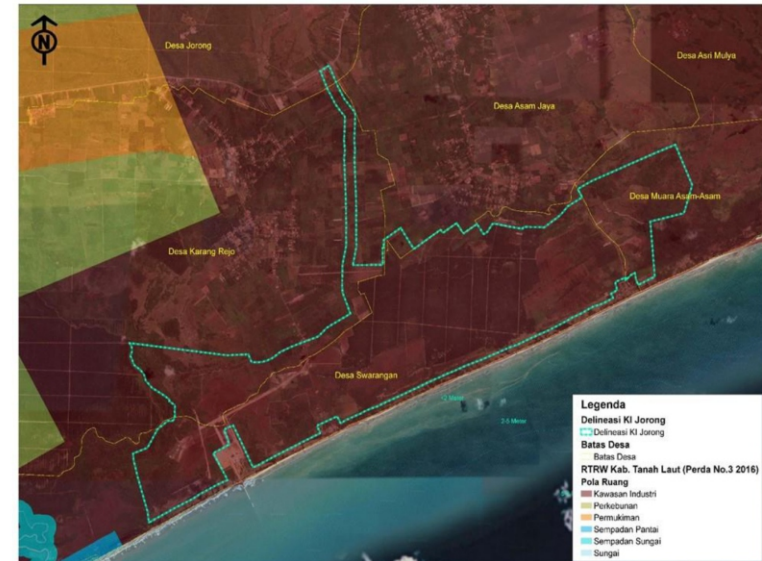 N
Desa Jorong
Desa Asri Mulya
Desa Asam Jaya
Desa Muara Asam-Asam
Desa Karang Rejo
Desa Swarangan
Legenda
Delineasi KI Jorong
Delineasi KI Jorong
Batas Desa
Batas Desa
RTRW Kab. Tanah Laut (Perda No.3 2016)
Pola Ruang
Kawasan Industri
Perkebunan
Permukiman
Sempadan Pantai
Sempadan Sungai
Sungai